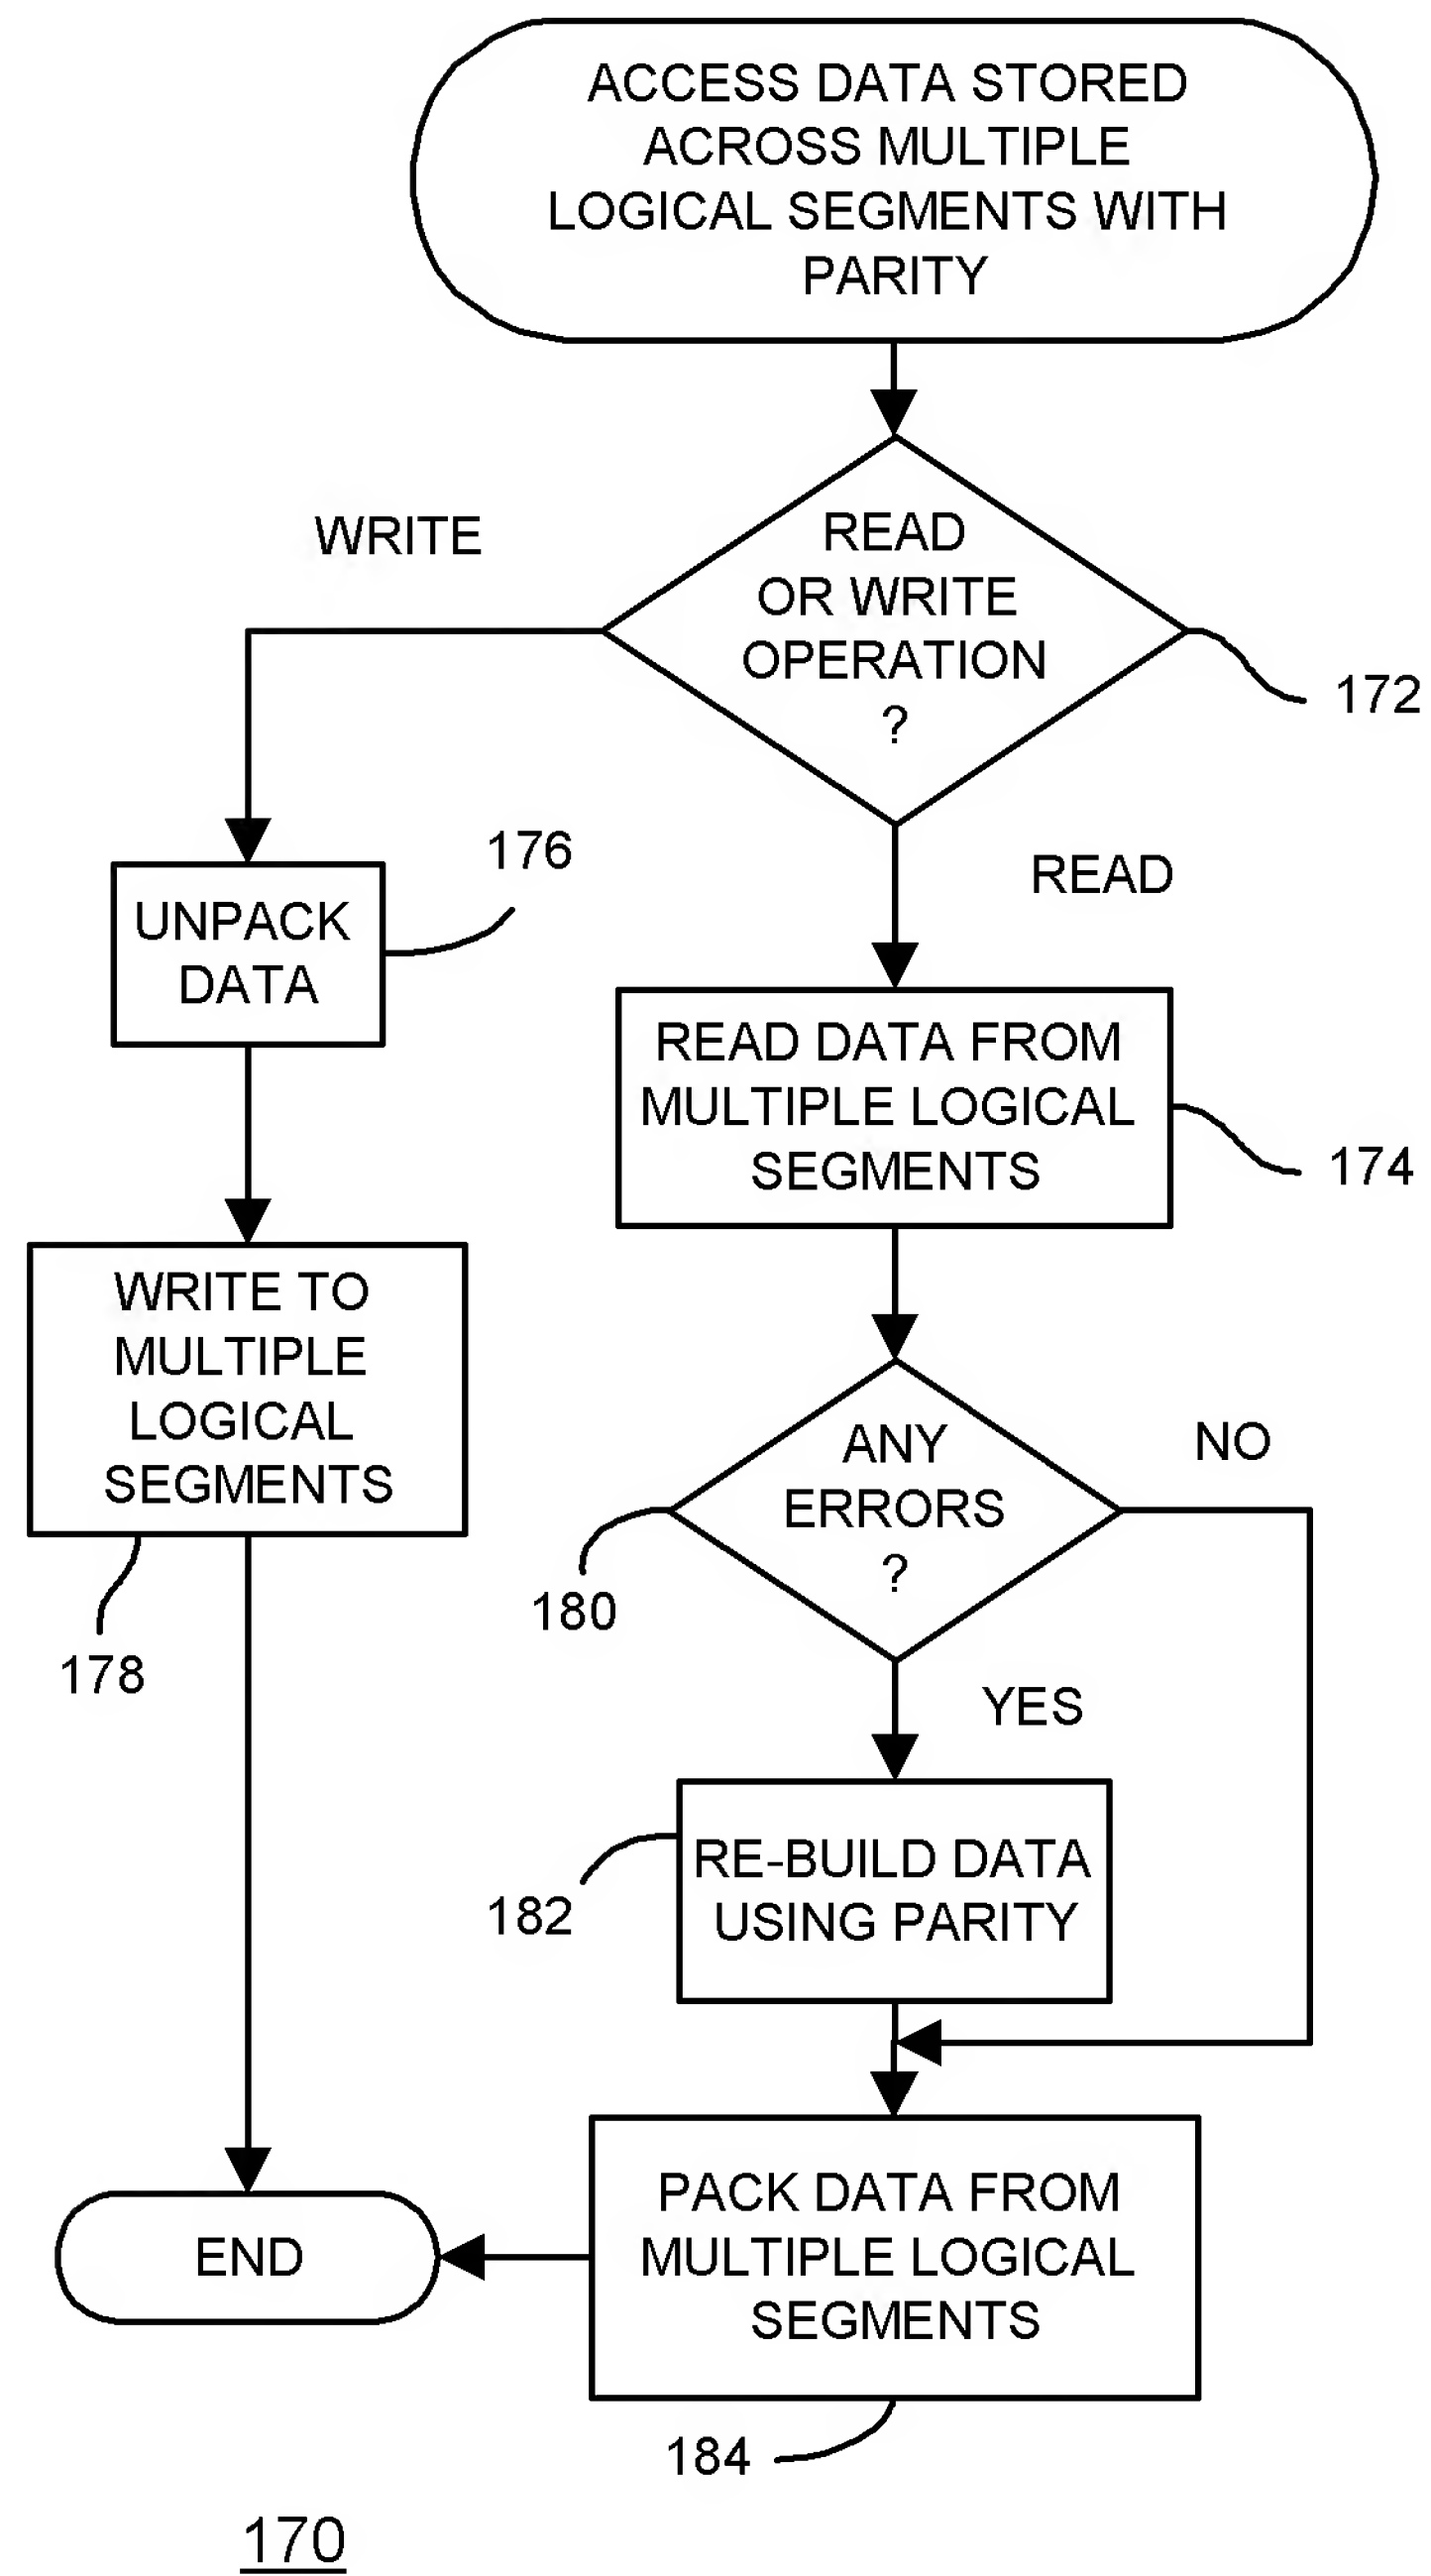 ACCESS DATA STORED
ACROSS MULTIPLE
LOGICAL SEGMENTS WITH
PARITY
WRITE
READ
OR WRITE
OPERATION
?
172
READ
176
UNPACK
DATA
READ DATA FROM
MULTIPLE LOGICAL
SEGMENTS
174
WRITE TO
MULTIPLE
LOGICAL
SEGMENTS
178
ANY
ERRORS
?
NO
180
YES
RE-BUILD DATA
USING PARITY
182
PACK DATA FROM
MULTIPLE LOGICAL
SEGMENTS
END
184
170